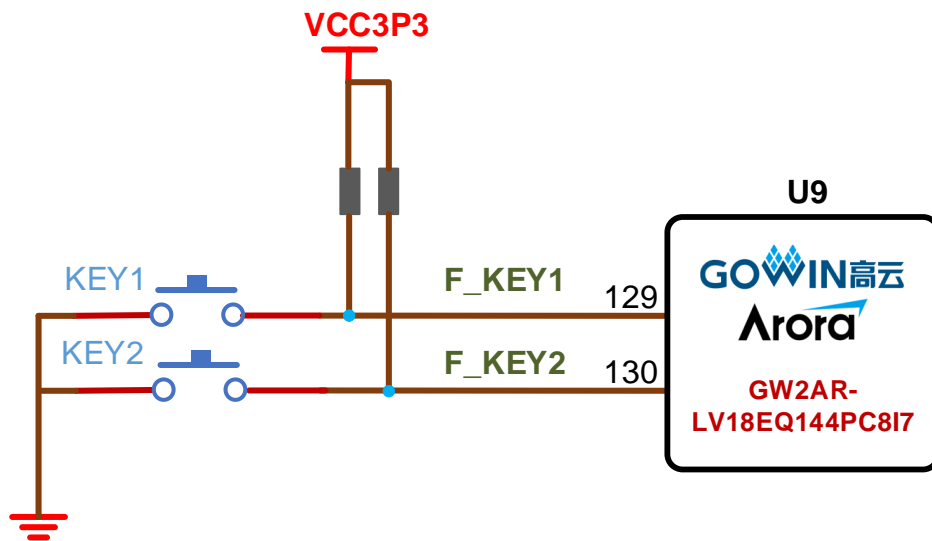 VCC3P3
U9
GOWIN高云
Arora
KEY1
F_KEY1
129
KEY2
F_KEY2
130
GW2AR-
LV18EQ144PC8I7